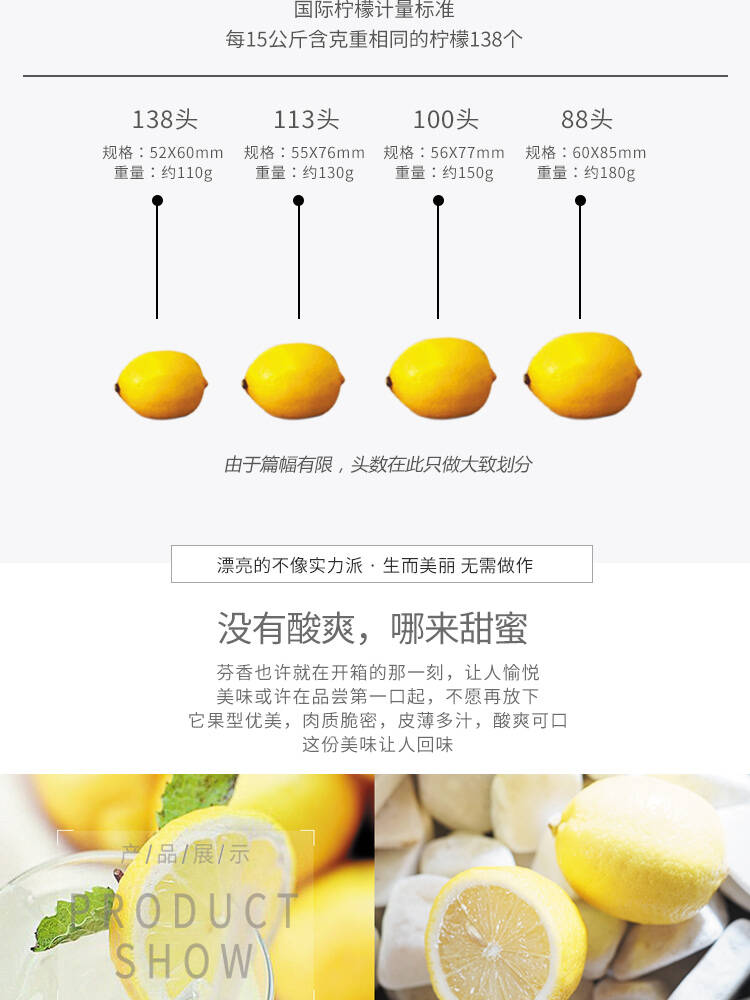 国际柠檬计量标准
每15公斤含克重相同的柠檬138个
138头 113头 100头 88头
规格：52X60mm 规格：55X76mm 规格：56X77mm 规格：60X85mm
重量：约110g 重量：约130g 重量：约150g 重量：约180g
由于篇幅有限，头数在此只做大致划分
漂亮的不像实力派 · 生而美丽 无需做作
没有酸爽，哪来甜蜜
芬香也许就在开箱的那一刻，让人愉悦
美味或许在品尝第一口起，不愿再放下
它果型优美，肉质脆密，皮薄多汁，酸爽可口
这份美味让人回味
产/品/展/示
PRODUCT
SHOW